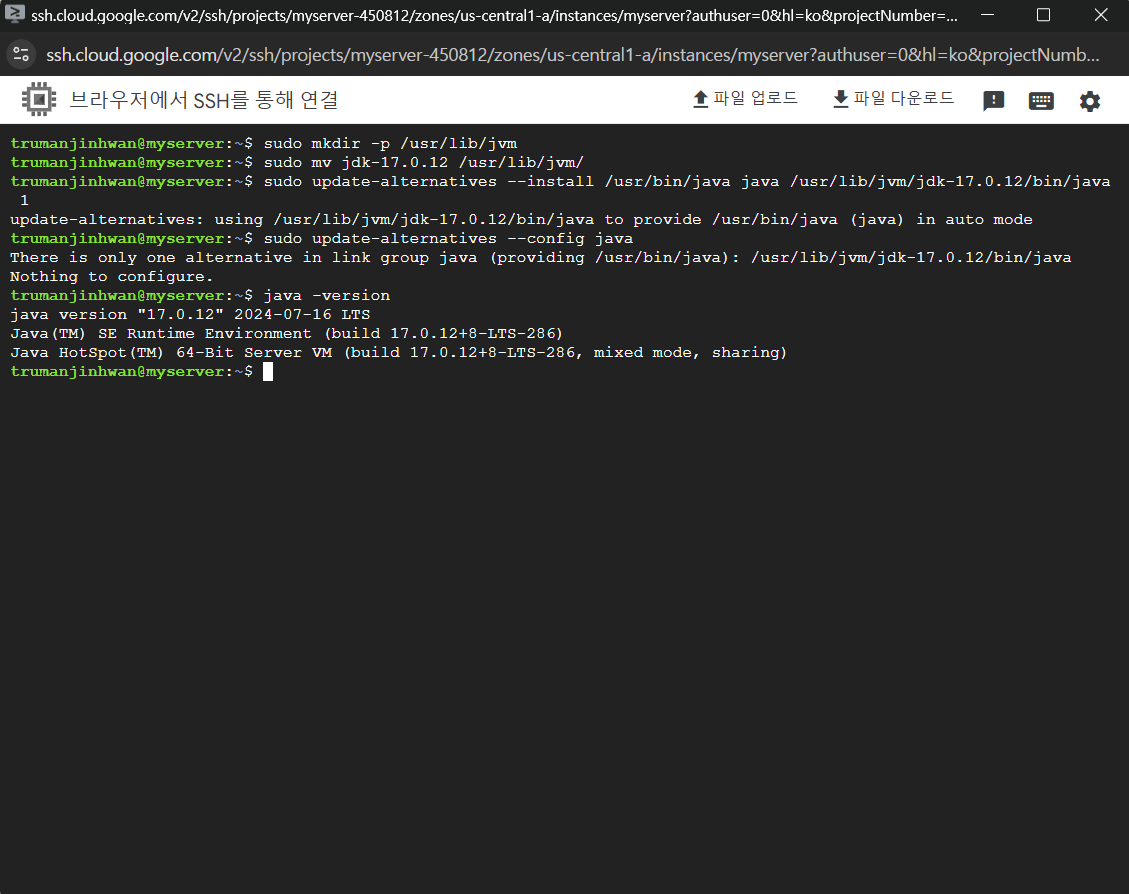 ssh.cloud.google.com/v2/ssh/projects/myserver-450812/zones/us-central1-a/instances/myserver?authuser=0&hl=ko&projectNumber=...
ssh.cloud.google.com/v2/ssh/projects/myserver-450812/zones/us-central1-a/instances/myserver?authuser=0&hl=ko&projectNumb...
브라우저에서 SSH를 통해 연결 파일 업로드 파일 다운로드
trumanjinhwan@myserver:~$ sudo mkdir -p /usr/lib/jvm
trumanjinhwan@myserver:~$ sudo mv jdk-17.0.12 /usr/lib/jvm/
trumanjinhwan@myserver:~$ sudo update-alternatives --install /usr/bin/java java /usr/lib/jvm/jdk-17.0.12/bin/java
1
update-alternatives: using /usr/lib/jvm/jdk-17.0.12/bin/java to provide /usr/bin/java (java) in auto mode
trumanjinhwan@myserver:~$ sudo update-alternatives --config java
There is only one alternative in link group java (providing /usr/bin/java): /usr/lib/jvm/jdk-17.0.12/bin/java
Nothing to configure.
trumanjinhwan@myserver:~$ java -version
java version "17.0.12" 2024-07-16 LTS
Java(TM) SE Runtime Environment (build 17.0.12+8-LTS-286)
Java HotSpot(TM) 64-Bit Server VM (build 17.0.12+8-LTS-286, mixed mode, sharing)
trumanjinhwan@myserver:~$